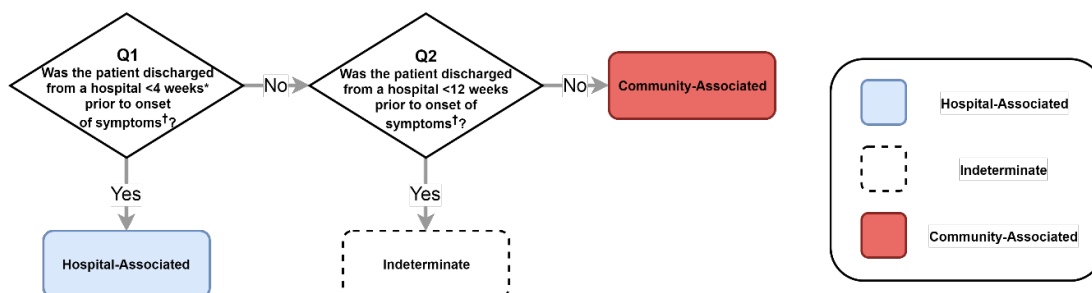 Q1
Was the patient discharged
from a hospital <4 weeks*
prior to onset
of symptoms†?
No
Q2
Was the patient discharged
from a hospital <12 weeks
prior to onset of
symptoms†?
No
Community-Associated
Yes
Yes
Hospital-Associated
Indeterminate
Hospital-Associated
Indeterminate
Community-Associated